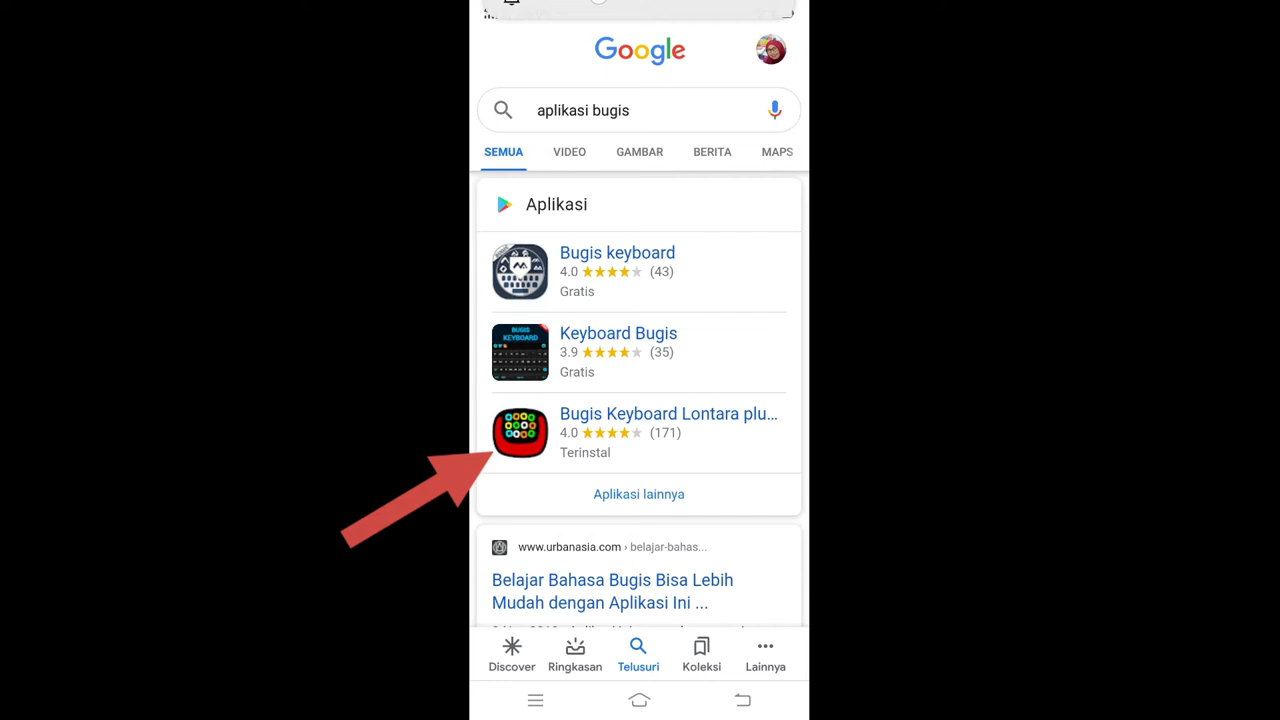 Google
aplikasi bugis
SEMUA VIDEO GAMBAR BERITA MAPS
Aplikasi
Bugis keyboard
4.0 ★★★★★ (43)
Gratis
BUGIS
KEYBOARD
Keyboard Bugis
3.9 ★★★★★ (35)
Gratis
Bugis Keyboard Lontara plu...
4.0 ★★★★★ (171)
Terinstal
Aplikasi lainnya
www.urbanasia.com › belajar-bahas...
Belajar Bahasa Bugis Bisa Lebih
Mudah dengan Aplikasi Ini ...
Discover Ringkasan Telusuri Koleksi Lainnya